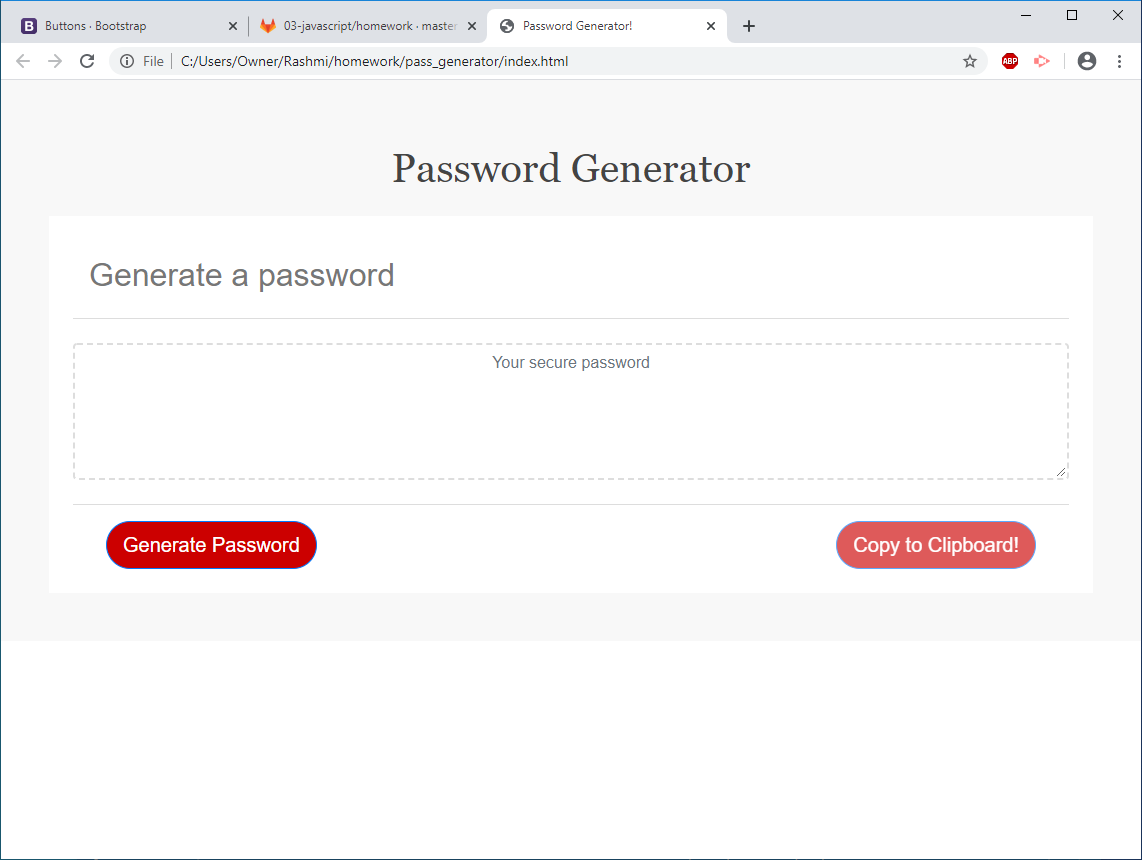 B Buttons · Bootstrap 03-javascript/homework · master Password Generator!
File C:/Users/Owner/Rashmi/homework/pass_generator/index.html ABP
Password Generator
Generate a password
Your secure password
Generate Password Copy to Clipboard!